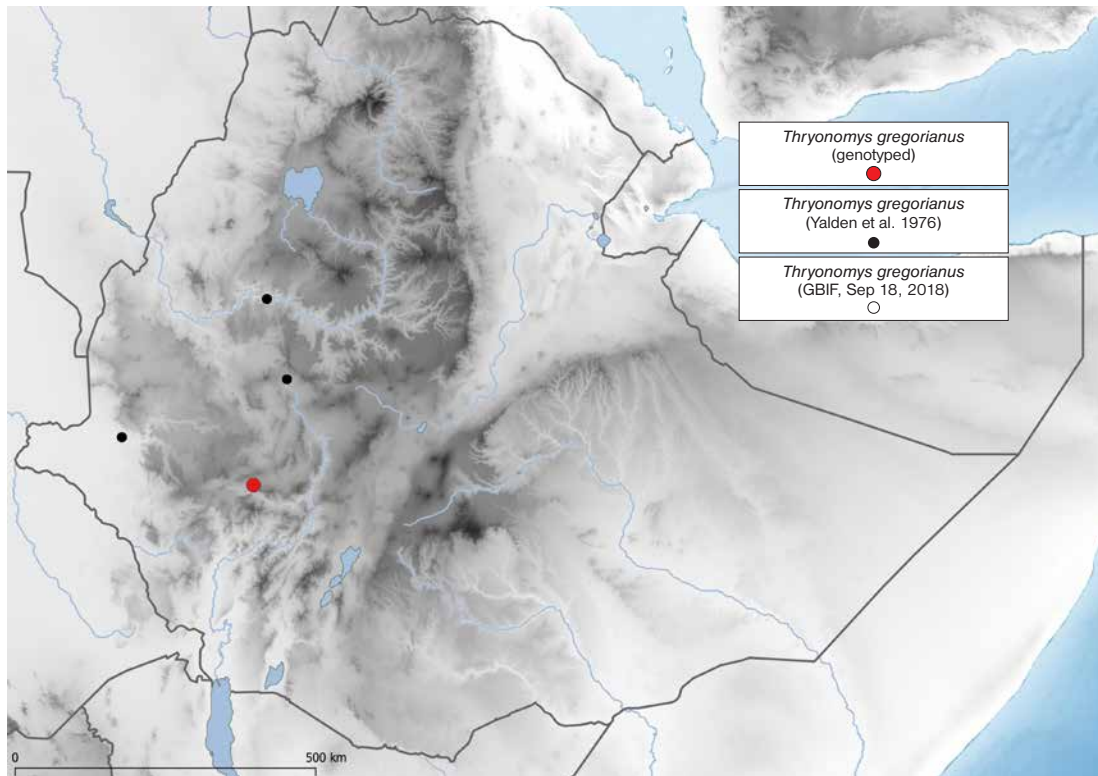 Thryonomys gregorianus
(genotyped)
Thryonomys gregorianus
(Yalden et al. 1976)
Thryonomys gregorianus
(GBIF, Sep 18, 2018)
0 500 km